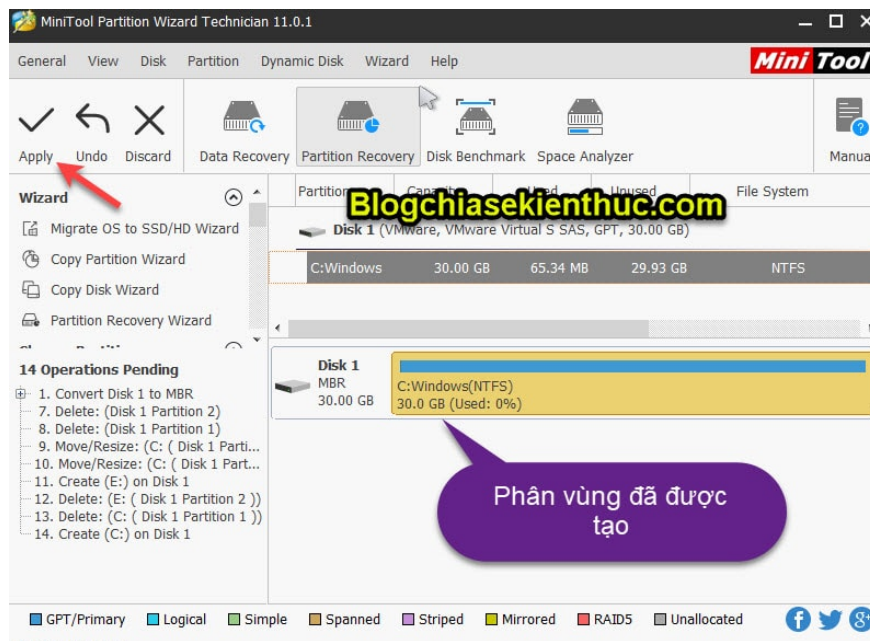 MiniTool Partition Wizard Technician 11.0.1
General View Disk Partition Dynamic Disk Wizard Help
Mini Tool
Apply Undo Discard Data Recovery Partition Recovery Disk Benchmark Space Analyzer Manua
Wizard
Migrate OS to SSD/HD Wizard
Copy Partition Wizard
Copy Disk Wizard
Partition Recovery Wizard
14 Operations Pending
1. Convert Disk 1 to MBR
7. Delete: (Disk 1 Partition 2)
8. Delete: (Disk 1 Partition 1)
9. Move/Resize: (C: ( Disk 1 Parti...
10. Move/Resize: (C: ( Disk 1 Part...
11. Create (E:) on Disk 1
12. Delete: (E: ( Disk 1 Partition 2 ))
13. Delete: (C: ( Disk 1 Partition 1 ))
14. Create (C:) on Disk 1
Partition Capacity Used Unused File System
Blogchiasekienthuc.com
Disk 1 (VMware, VMware Virtual S SAS, GPT, 30.00 GB)
C:Windows 30.00 GB 65.34 MB 29.93 GB NTFS
Disk 1
MBR
30.00 GB
C:Windows(NTFS)
30.0 GB (Used: 0%)
Phân vùng đã được
tạo
GPT/Primary Logical Simple Spanned Striped Mirrored RAID5 Unallocated